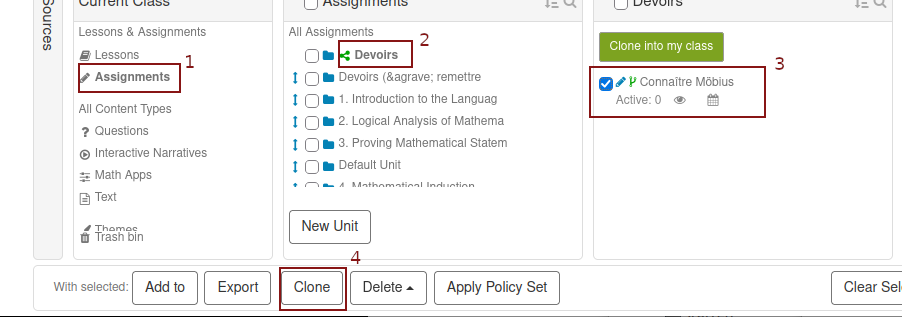 Sources
Current Class
Lessons & Assignments
Lessons
Assignments
1
All Content Types
Questions
Interactive Narratives
Math Apps
Text
Themes
Trash bin
Assignments
All Assignments
Devoirs
2
Devoirs (&agrave; remettre
1. Introduction to the Languag
2. Logical Analysis of Mathema
3. Proving Mathematical Statem
Default Unit
4. Mathematical Induction
New Unit
Devoirs
Clone into my class
3
Connaître Möbius
Active: 0
4
With selected:
Add to
Export
Clone
Delete
Apply Policy Set
Clear Sel